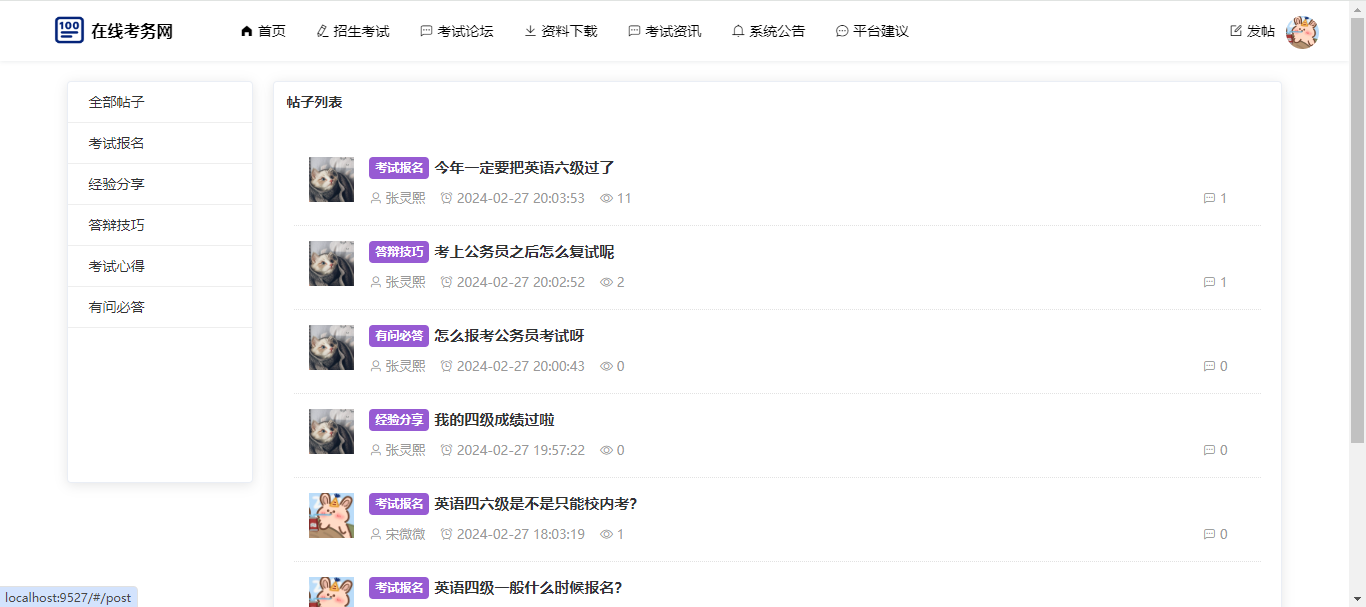 100 在线考务网 首页 招生考试 考试论坛 资料下载 考试资讯 系统公告 平台建议 发帖
全部帖子
考试报名
经验分享
答辩技巧
考试心得
有问必答
帖子列表
考试报名 今年一定要把英语六级过了
张灵熙 2024-02-27 20:03:53 11 1
答辩技巧 考上公务员之后怎么复试呢
张灵熙 2024-02-27 20:02:52 2 1
有问必答 怎么报考公务员考试呀
张灵熙 2024-02-27 20:00:43 0 0
经验分享 我的四级成绩过啦
张灵熙 2024-02-27 19:57:22 0 0
考试报名 英语四六级是不是只能校内考?
宋微微 2024-02-27 18:03:19 1 0
考试报名 英语四级一般什么时候报名?
localhost:9527/#/post